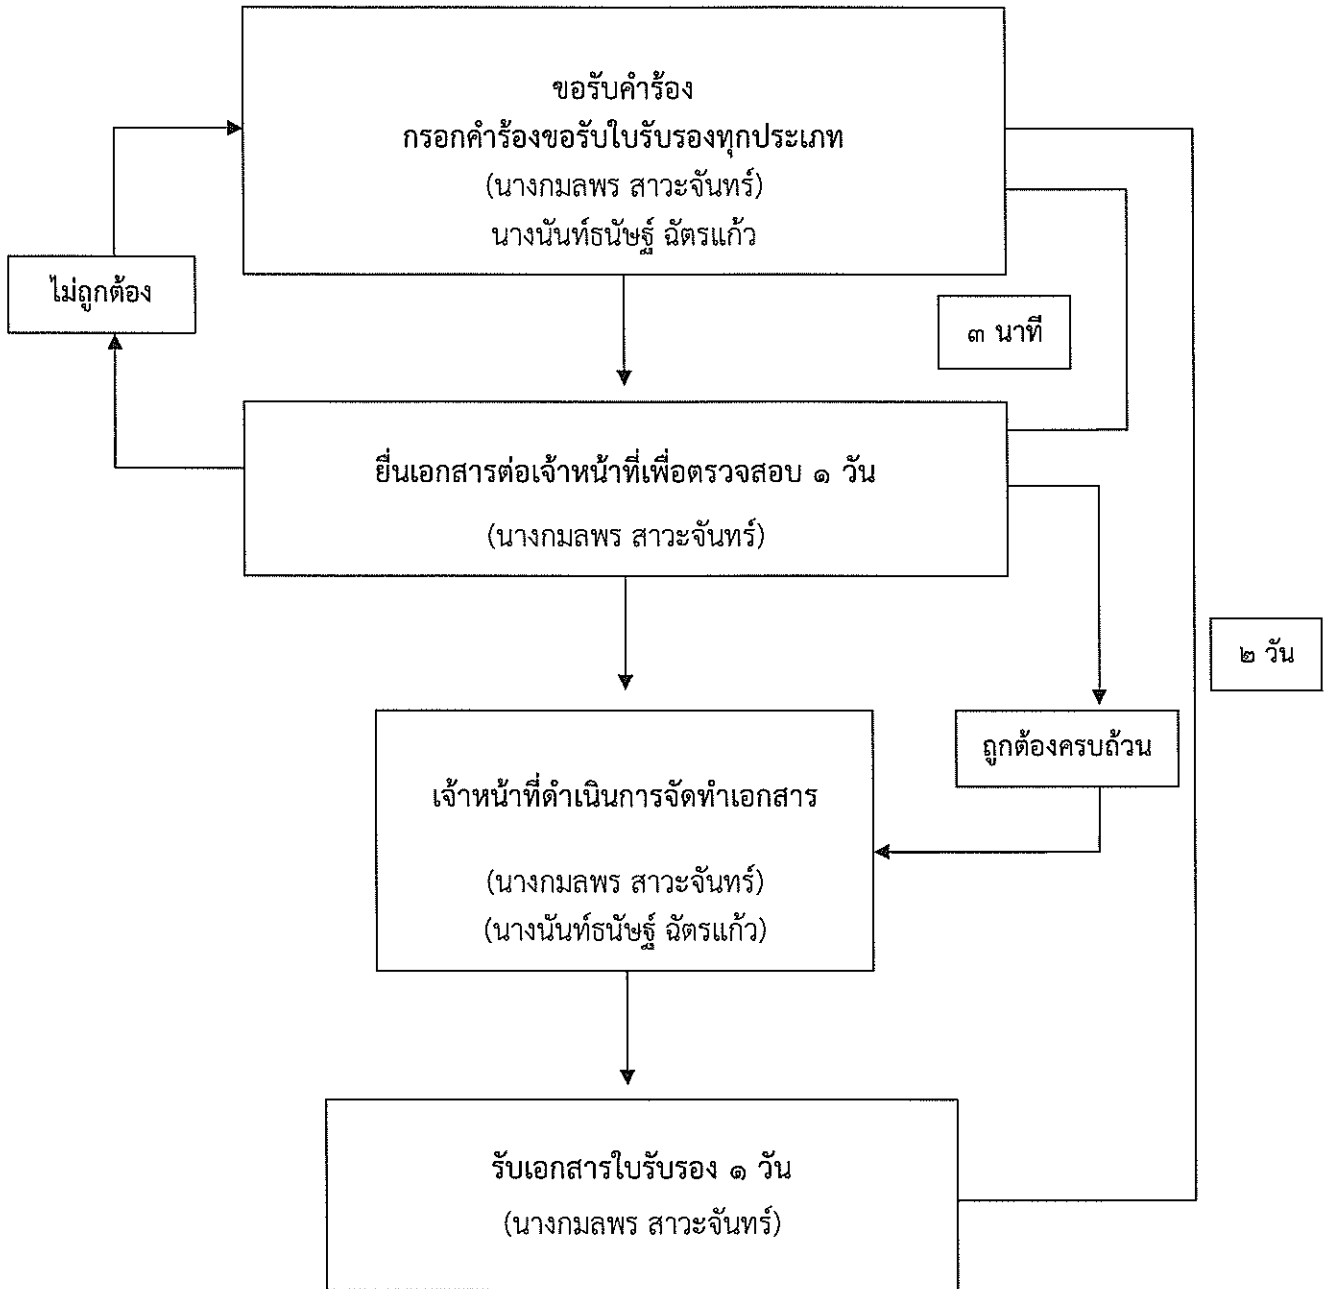 ขอรับคำร้อง
กรอกคำร้องขอรับใบรับรองทุกประเภท
(นางกมลพร สาวะจันทร์)
นางนันท์ธนัษฐ์ ฉัตรแก้ว
ไม่ถูกต้อง
๓ นาที
ยื่นเอกสารต่อเจ้าหน้าที่เพื่อตรวจสอบ ๑ วัน
(นางกมลพร สาวะจันทร์)
๒ วัน
ถูกต้องครบถ้วน
เจ้าหน้าที่ดำเนินการจัดทำเอกสาร
(นางกมลพร สาวะจันทร์)
(นางนันท์ธนัษฐ์ ฉัตรแก้ว)
รับเอกสารใบรับรอง ๑ วัน
(นางกมลพร สาวะจันทร์)